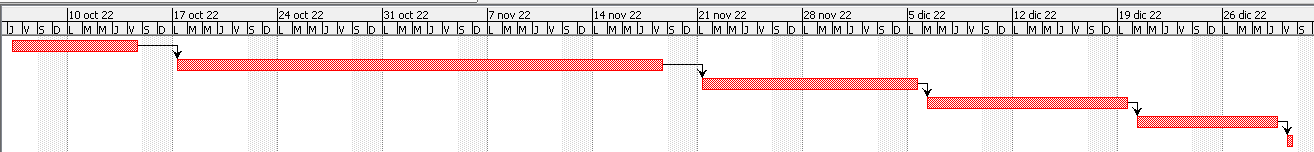 10 oct 22 17 oct 22 24 oct 22 31 oct 22 7 nov 22 14 nov 22 21 nov 22 28 nov 22 5 dic 22 12 dic 22 19 dic 22 26 dic 22
J V S D L M M J V S D L M M J V S D L M M J V S D L M M J V S D L M M J V S D L M M J V S D L M M J V S D L M M J V S D L M M J V S D L M M J V S D L M M J V S D L M M J V S